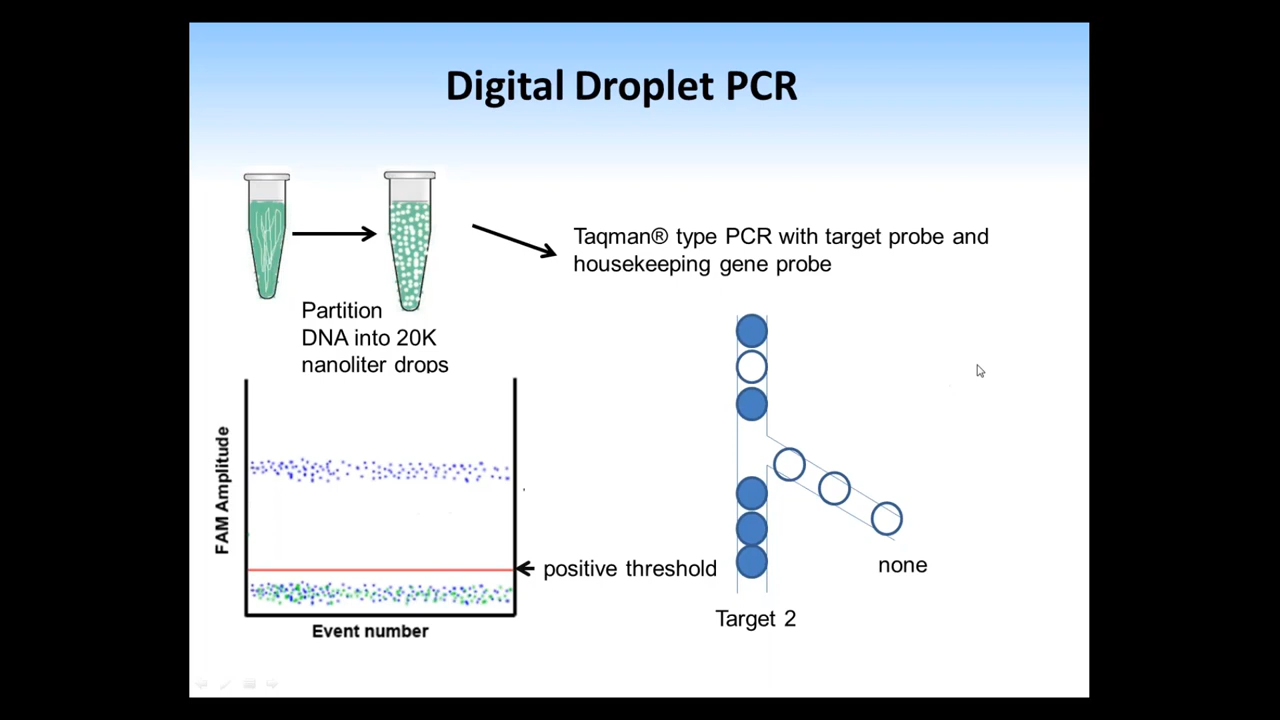 Digital Droplet PCR
Taqman® type PCR with target probe and
housekeeping gene probe
Partition
DNA into 20K
nanoliter drops
FAM Amplitude
positive threshold
Event number
none
Target 2